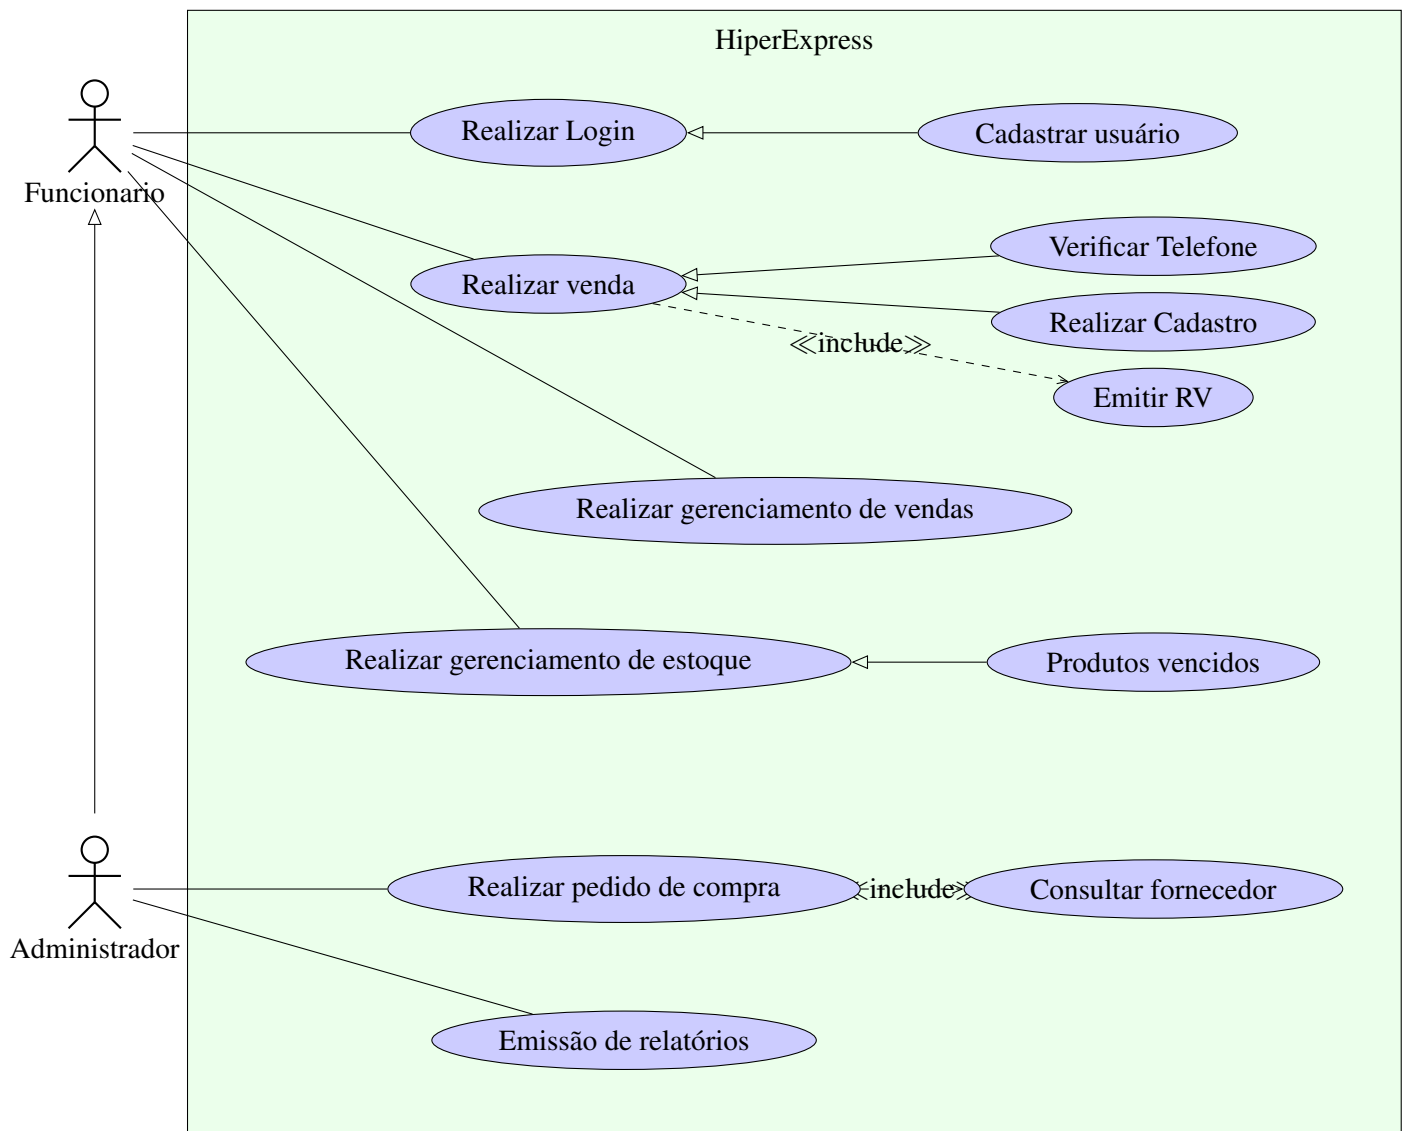 HiperExpress
Funcionario
Realizar Login
Cadastrar usuário
Verificar Telefone
Realizar venda
Realizar Cadastro
≪include≫
Emitir RV
Realizar gerenciamento de vendas
Realizar gerenciamento de estoque
Produtos vencidos
Administrador
Realizar pedido de compra
≪include≫
Consultar fornecedor
Emissão de relatórios